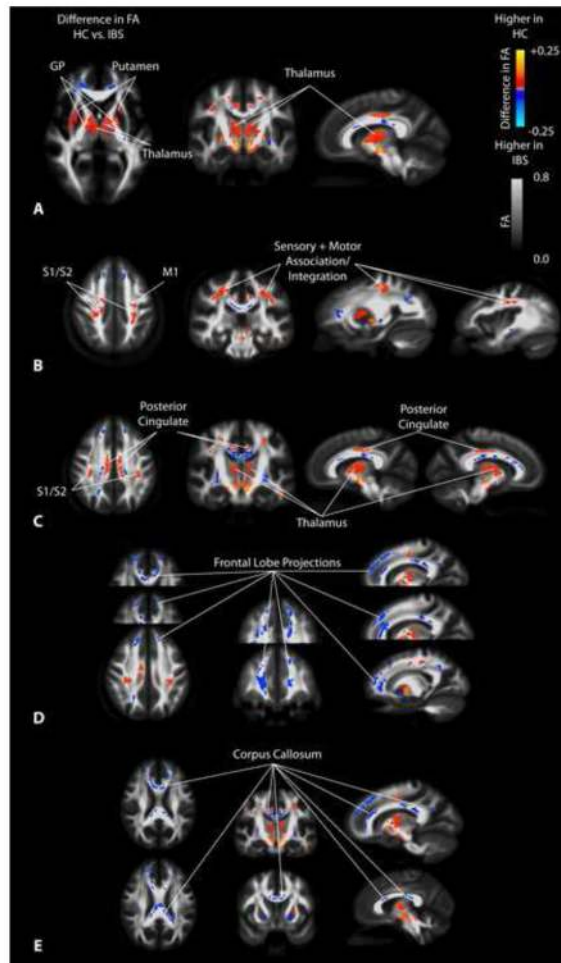 Difference in FA
HC vs. IBS
GP
Putamen
Thalamus
Thalamus
Higher in
HC
+0.25
Difference in FA
-0.25
Higher in
IBS
0.8
FA
0.0
A
Sensory + Motor
Association/
Integration
S1/S2
M1
B
Posterior
Cingulate
Posterior
Cingulate
S1/S2
Thalamus
C
Frontal Lobe Projections
D
Corpus Callosum
E